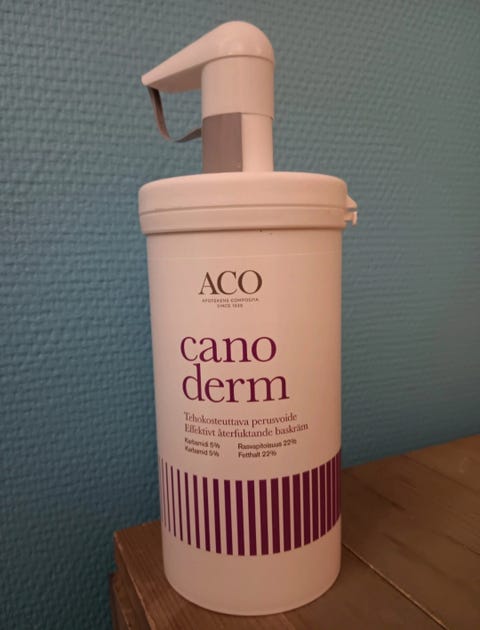 ACO
APOTEKENS COMPOSITA
SINCE 1939
cano
derm
Tehokosteuttava perusvoide
Effektivt återfuktande baskräm
Karbamidi 5% Rasvapitoisuus 22%
Karbamid 5% Fetthalt 22%